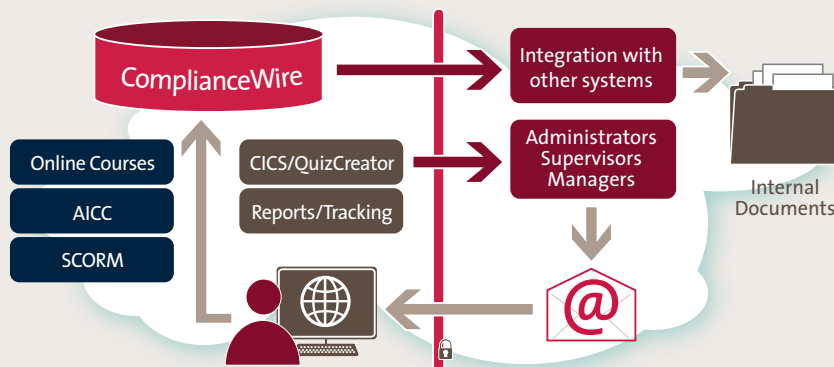 ComplianceWire
Integration with
other systems
Online Courses
AICC
SCORM
CICS/QuizCreator
Reports/Tracking
Administrators
Supervisors
Managers
Internal
Documents
@